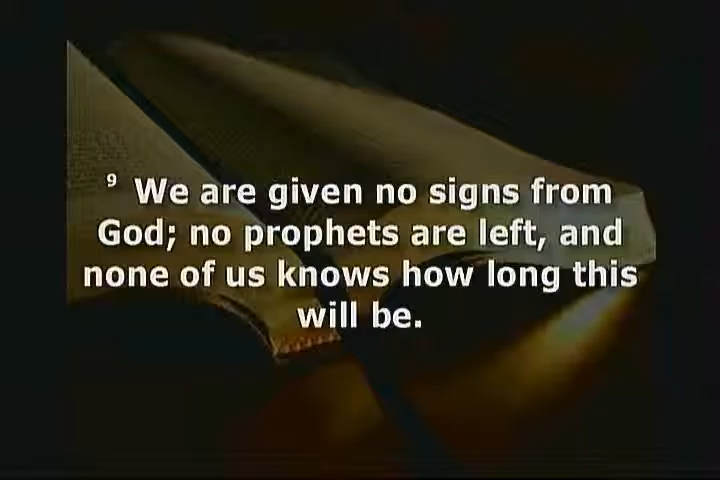 9 We are given no signs from
God; no prophets are left, and
none of us knows how long this
will be.